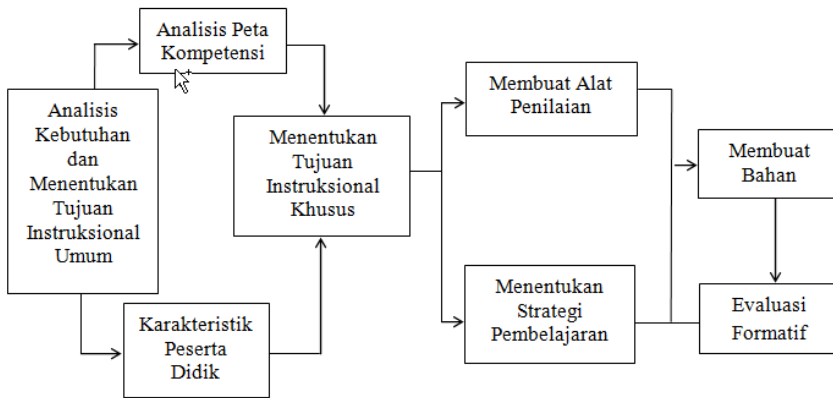 Analisis Peta
Kompetensi
Analisis
Kebutuhan
dan
Menentukan
Tujuan
Instruksional
Umum
Karakteristik
Peserta
Didik
Menentukan
Tujuan
Instruksional
Khusus
Membuat Alat
Penilaian
Menentukan
Strategi
Pembelajaran
Membuat
Bahan
Evaluasi
Formatif